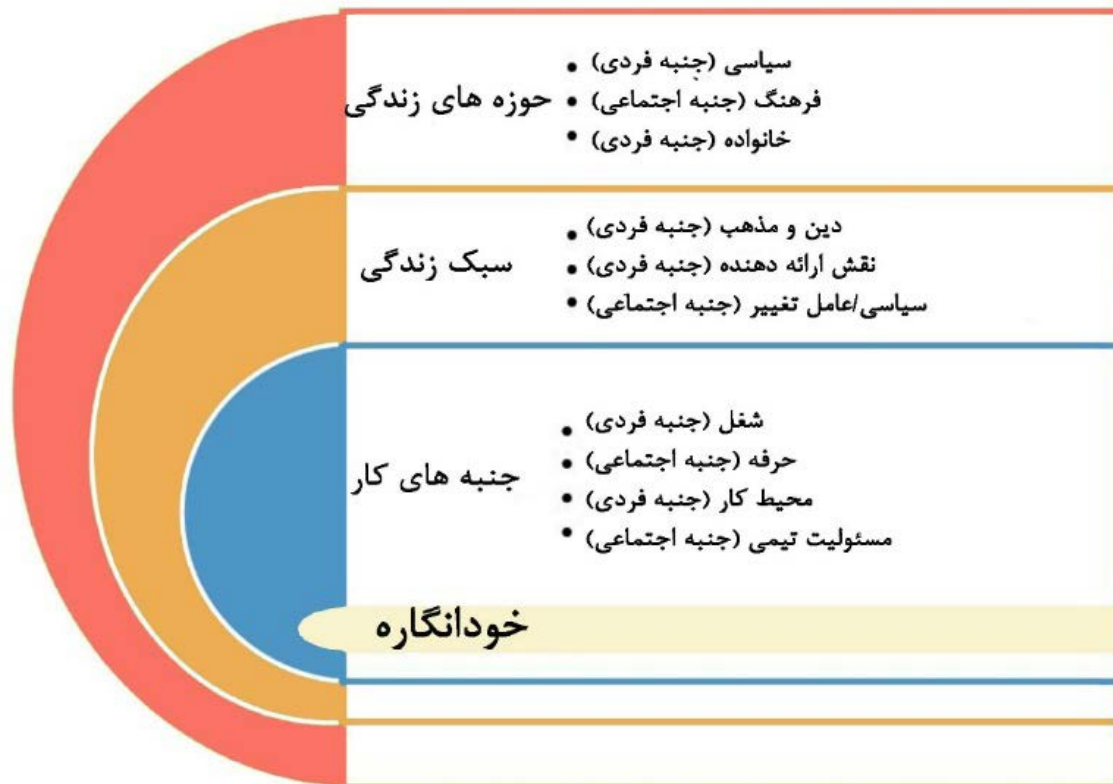 حوزه های زندگی
• سیاسی (جنبه فردی)
• فرهنگ (جنبه اجتماعی)
• خانواده (جنبه فردی)
سبک زندگی
• دین و مذهب (جنبه فردی)
• نقش ارائه دهنده (جنبه فردی)
• سیاسی/عامل تغییر (جنبه اجتماعی)
جنبه های کار
• شغل (جنبه فردی)
• حرفه (جنبه اجتماعی)
• محیط کار (جنبه فردی)
• مسئولیت تیمی (جنبه اجتماعی)
خودانگاره